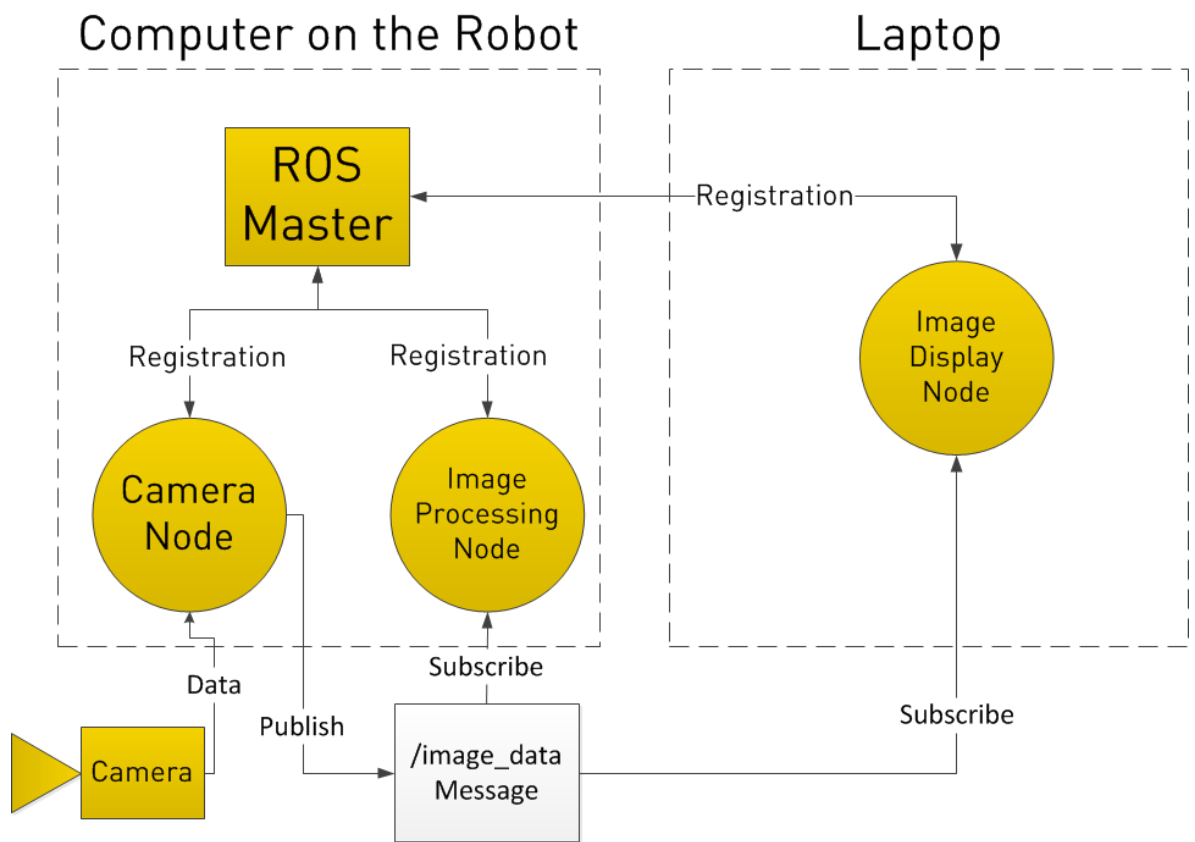 Computer on the Robot
Laptop
ROS
Master
Registration
Registration
Registration
Image
Display
Node
Camera
Node
Image
Processing
Node
Data
Publish
Subscribe
Subscribe
Camera
/image_data
Message